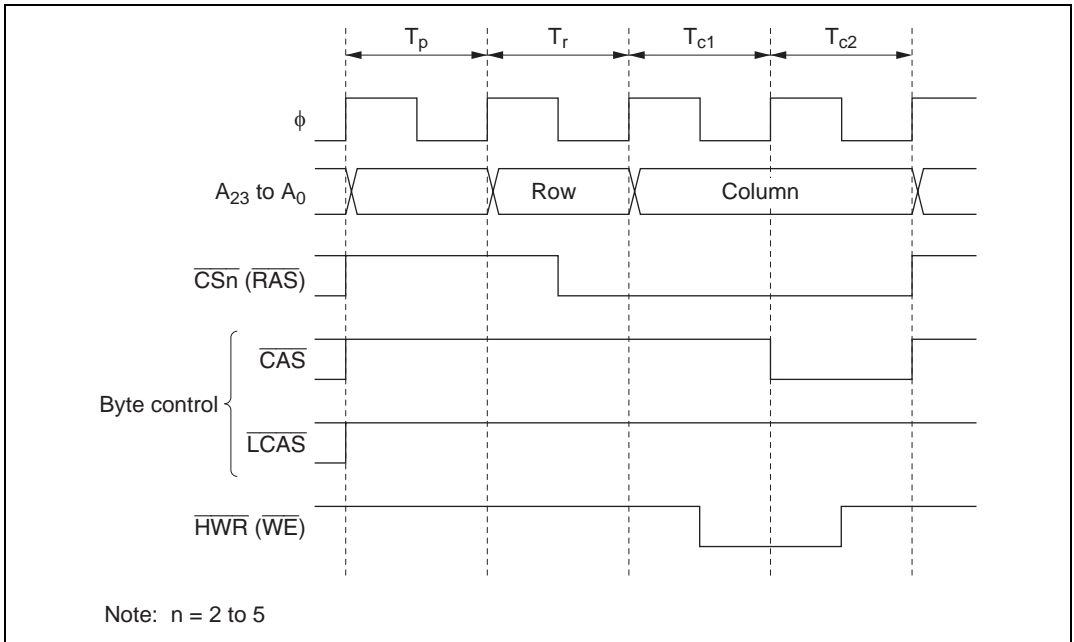 Tp Tr Tc1 Tc2
ϕ
A23 to A0 Row Column
CSn (RAS)
CAS
Byte control
LCAS
HWR (WE)
Note: n = 2 to 5